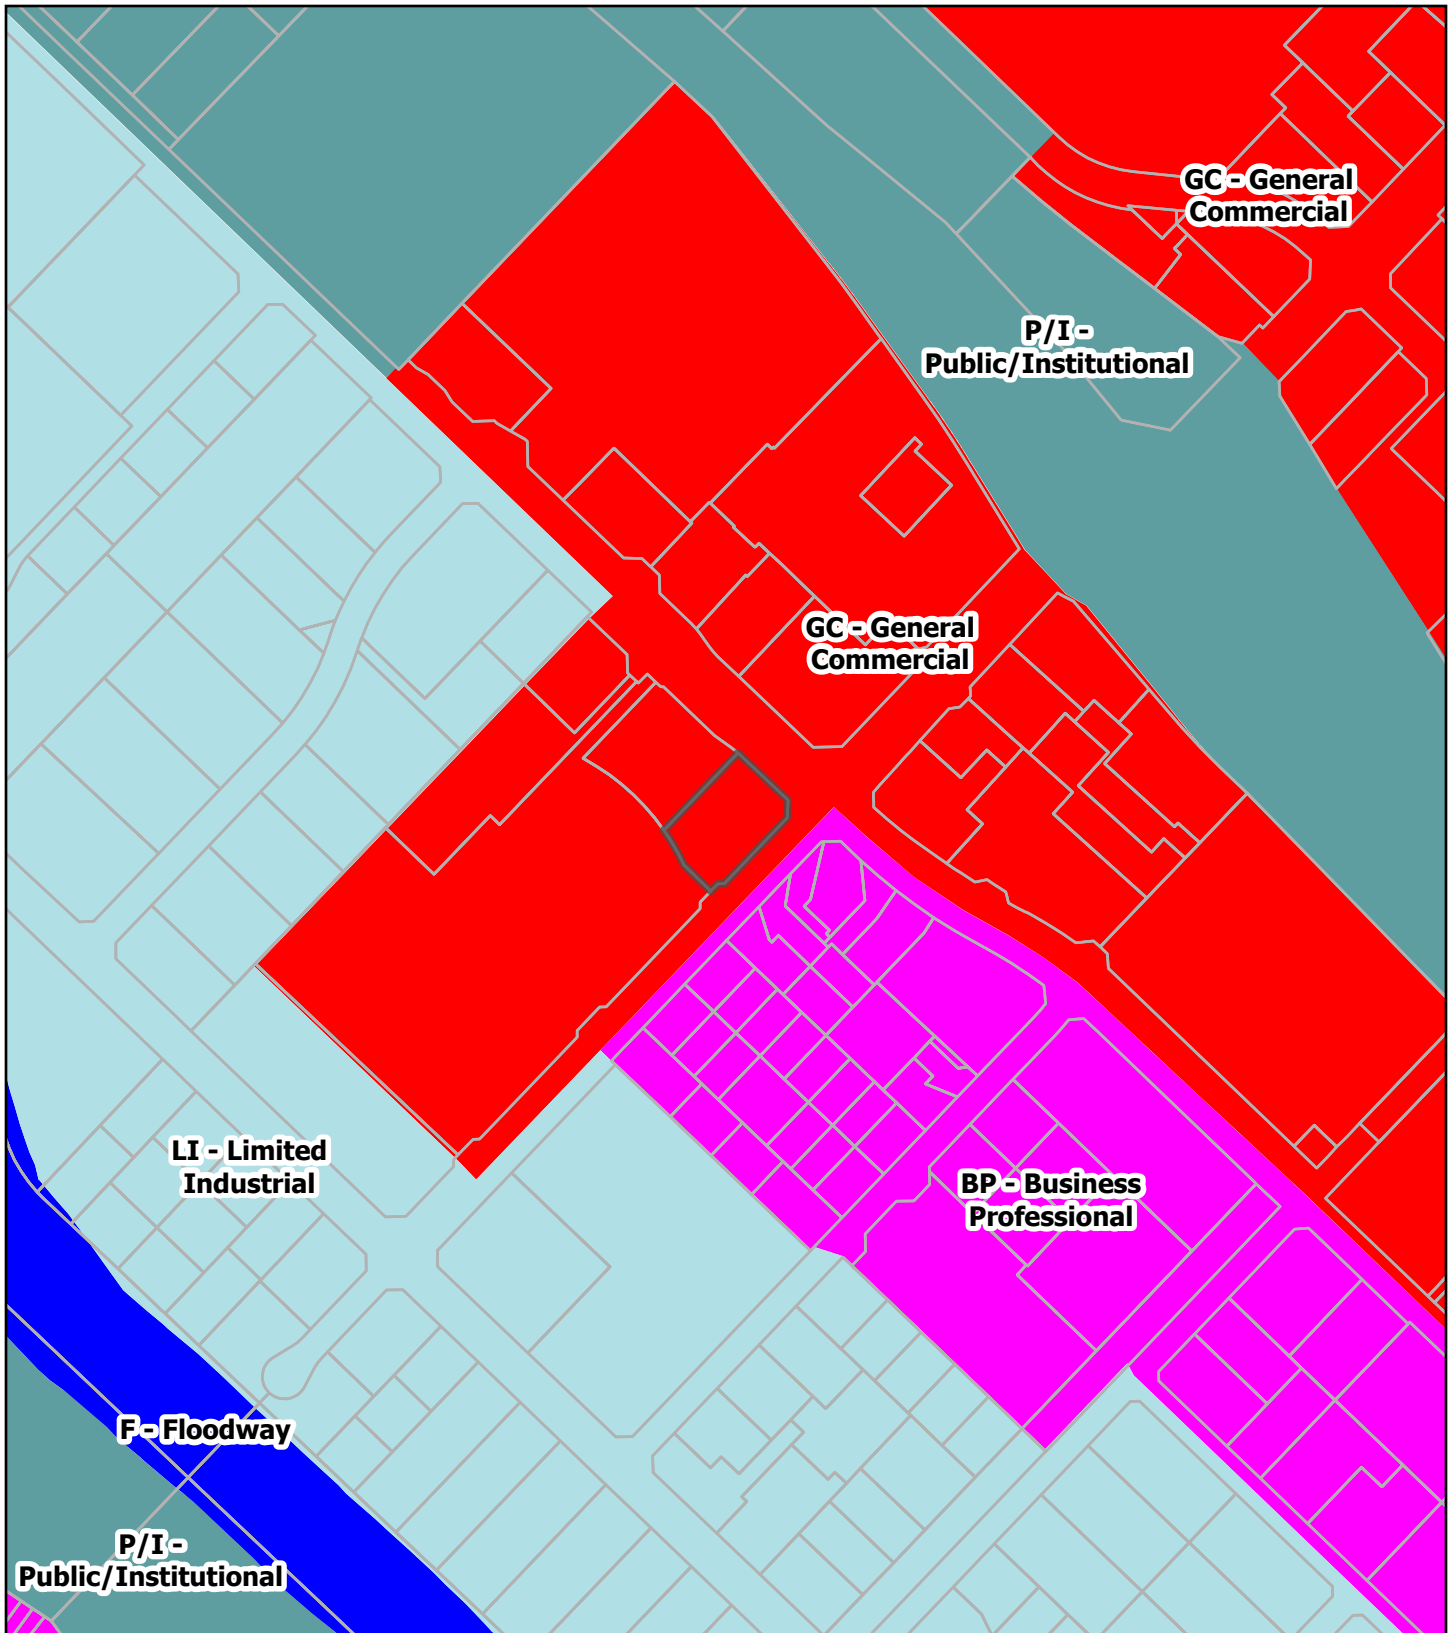 GC - General
Commercial
P/I -
Public/Institutional
GC - General
Commercial
LI - Limited
Industrial
BP - Business
Professional
F - Floodway
P/I -
Public/Institutional